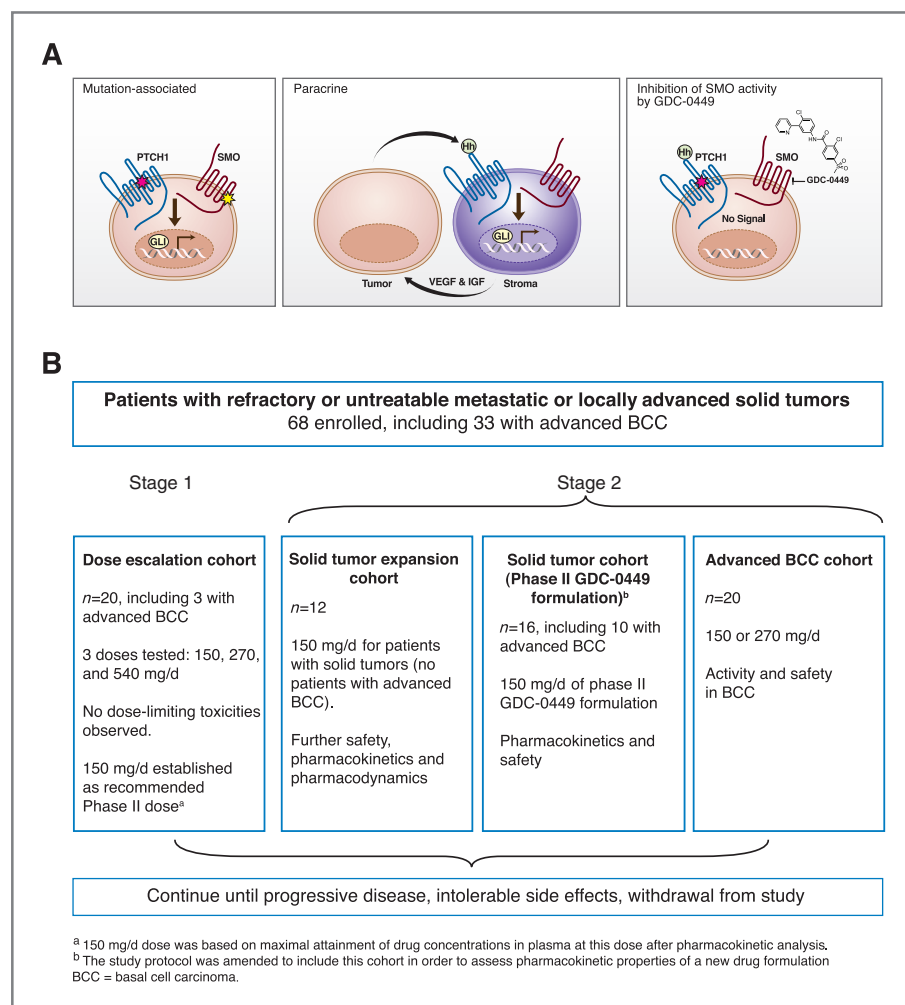 A
Mutation-associated
PTCH1
SMO
GLI
Paracrine
Hh
GLI
Tumor
VEGF & IGF
Stroma
Inhibition of SMO activity
by GDC-0449
Cl
N
NH
O
Cl
S
O
O
Hh
PTCH1
SMO
GDC-0449
No Signal
B
Patients with refractory or untreatable metastatic or locally advanced solid tumors
68 enrolled, including 33 with advanced BCC
Stage 1
Stage 2
Dose escalation cohort
n=20, including 3 with
advanced BCC
3 doses tested: 150, 270,
and 540 mg/d
No dose-limiting toxicities
observed.
150 mg/d established
as recommended
Phase II doseᵃ
Solid tumor expansion
cohort
n=12
150 mg/d for patients
with solid tumors (no
patients with advanced
BCC).
Further safety,
pharmacokinetics and
pharmacodynamics
Solid tumor cohort
(Phase II GDC-0449
formulation)ᵇ
n=16, including 10 with
advanced BCC
150 mg/d of phase II
GDC-0449 formulation
Pharmacokinetics and
safety
Advanced BCC cohort
n=20
150 or 270 mg/d
Activity and safety
in BCC
Continue until progressive disease, intolerable side effects, withdrawal from study
ᵃ 150 mg/d dose was based on maximal attainment of drug concentrations in plasma at this dose after pharmacokinetic analysis.
ᵇ The study protocol was amended to include this cohort in order to assess pharmacokinetic properties of a new drug formulation
BCC = basal cell carcinoma.